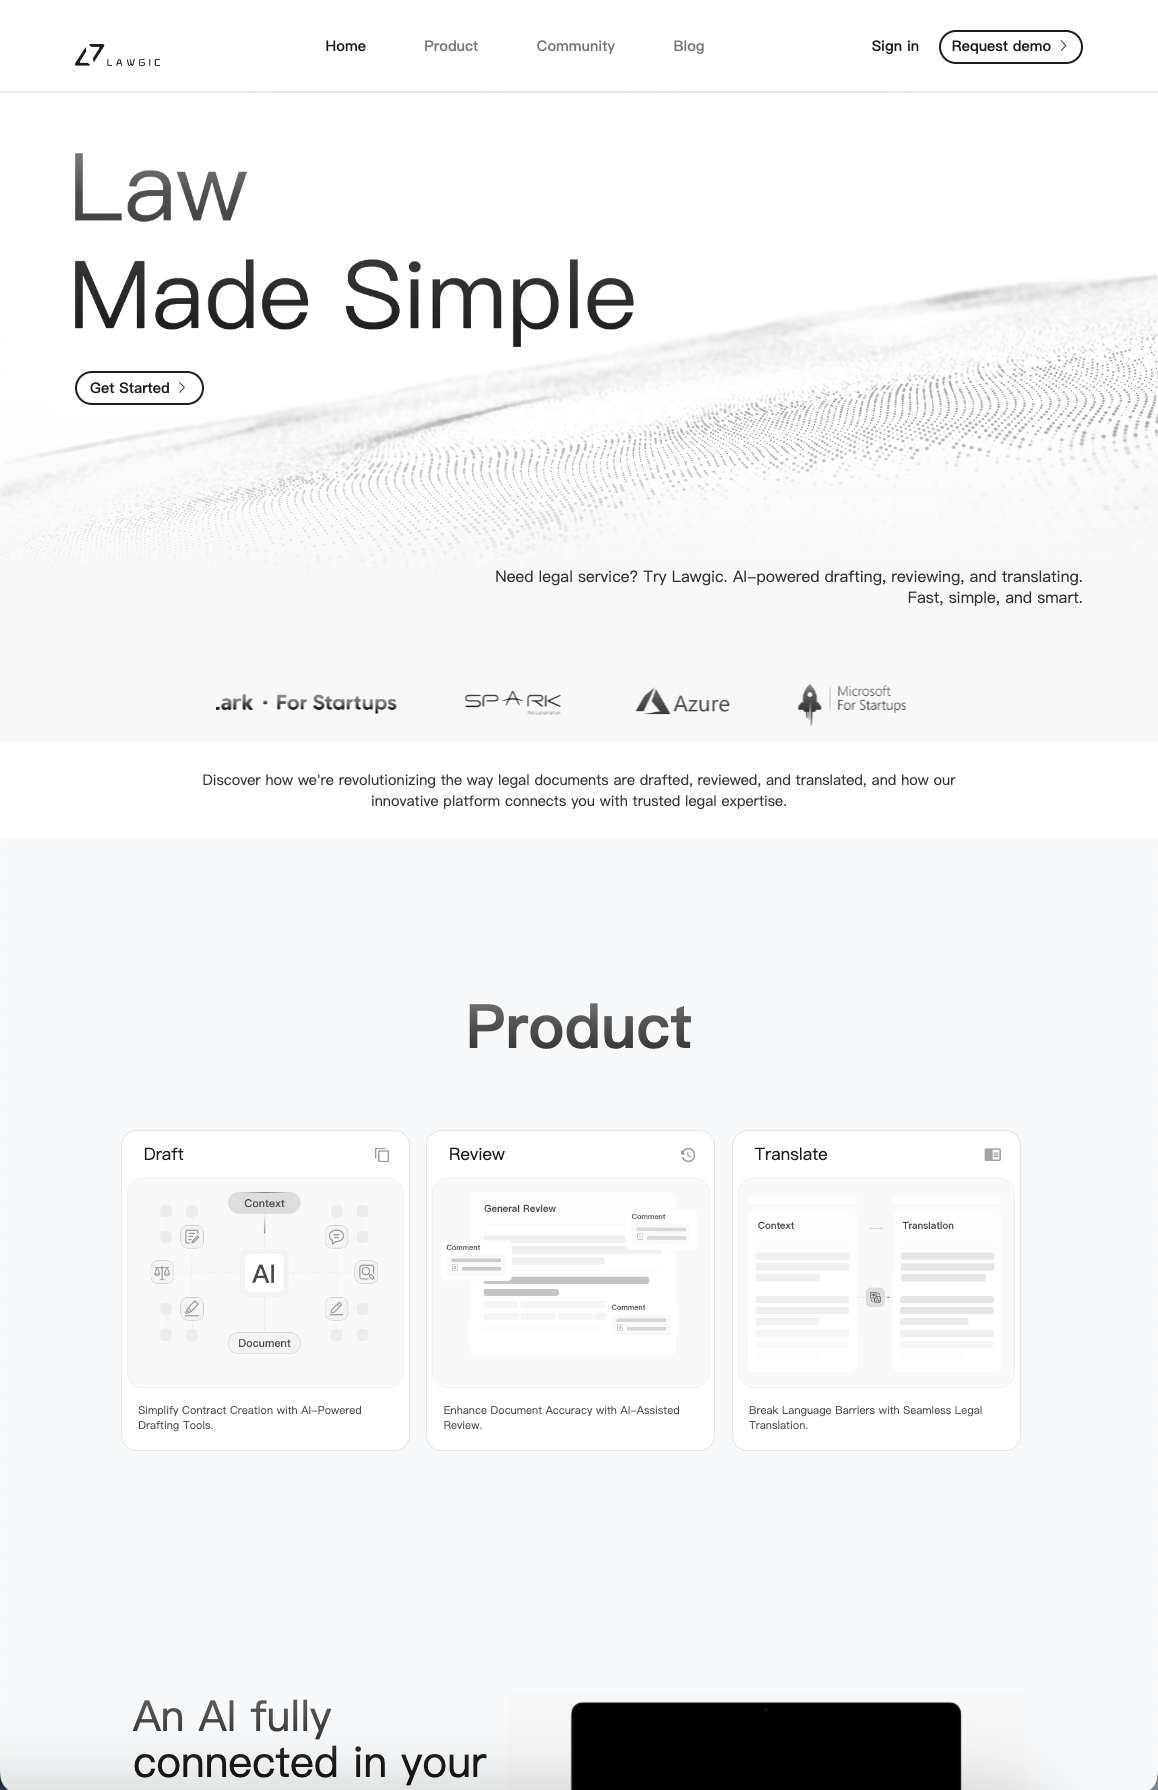 LAWGIC
Home
Product
Community
Blog
Sign in
Request demo
Law
Made Simple
Get Started
Need legal service? Try Lawgic. AI-powered drafting, reviewing, and translating.
Fast, simple, and smart.
.ark · For Startups
SPARK
Azure
Microsoft
For Startups
Discover how we're revolutionizing the way legal documents are drafted, reviewed, and translated, and how our
innovative platform connects you with trusted legal expertise.
Product
Draft
Context
AI
Document
Simplify Contract Creation with AI-Powered
Drafting Tools.
Review
General Review
Comment
Comment
Comment
Enhance Document Accuracy with AI-Assisted
Review.
Translate
Context
Translation
Break Language Barriers with Seamless Legal
Translation.
An AI fully
connected in your